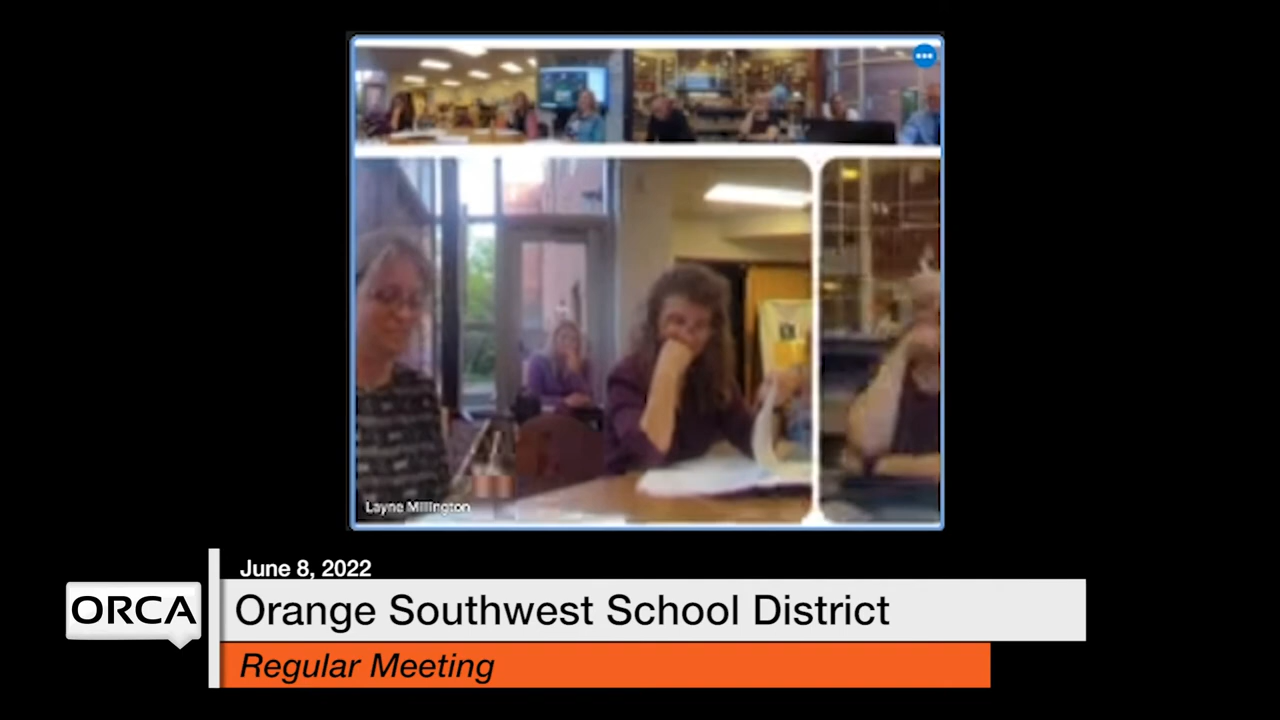 Layne Millington
June 8, 2022
ORCA
Orange Southwest School District
Regular Meeting